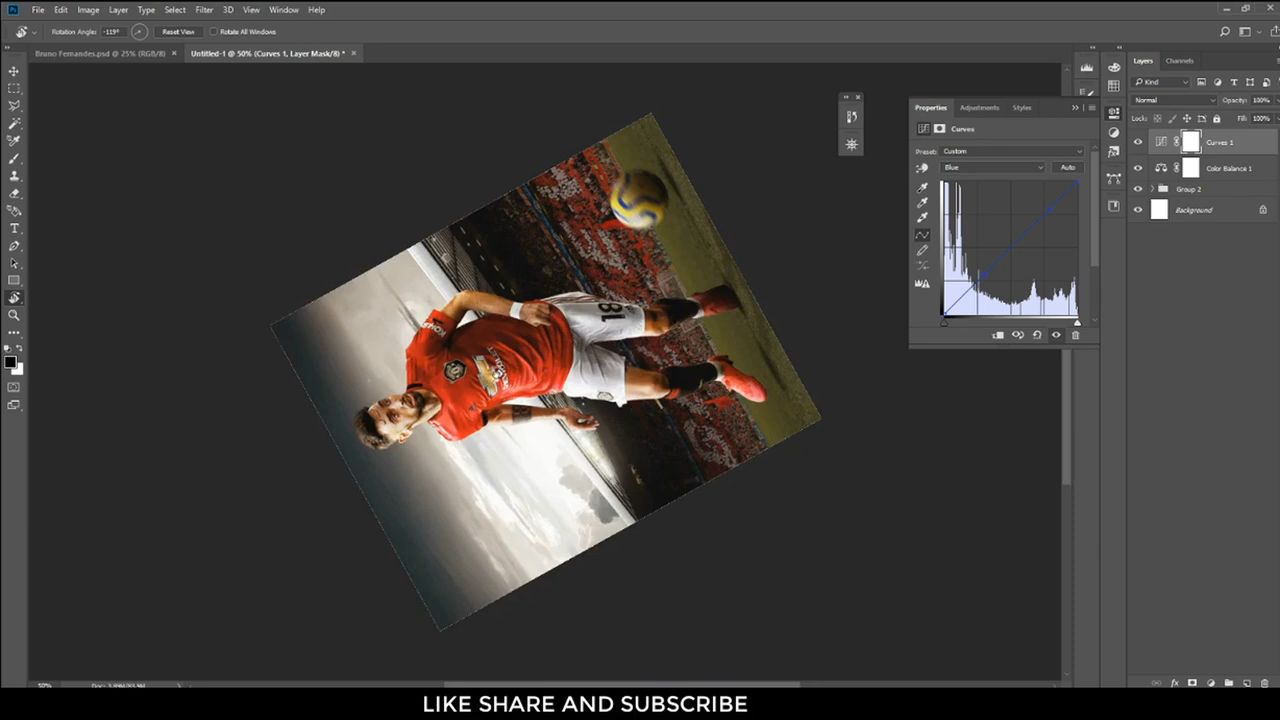 Ps File Edit Image Layer Type Select Filter 3D View Window Help
Rotation Angle: -119° Reset View Rotate All Windows
Bruno Fernandes.psd @ 25% (RGB/8) × Untitled-1 @ 50% (Curves 1, Layer Mask/8) * ×
Layers Channels
Kind
Normal Opacity: 100%
Lock: Fill: 100%
Curves 1
Color Balance 1
Group 2
Background
Properties Adjustments Styles
Curves
Preset: Custom
Blue Auto
18
50%
LIKE SHARE AND SUBSCRIBE